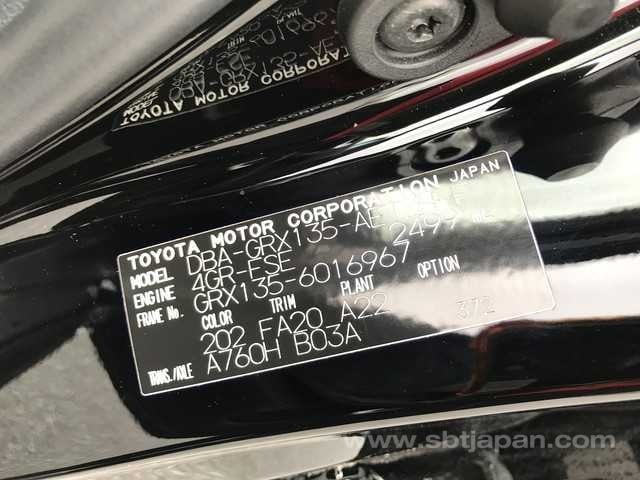 TOYOTA MOTOR CORPORATION JAPAN
MODEL DBA-GRX135-AE
ENGINE 4GR-FSE 2499 ML
FRAME No. GRX135-6016967
COLOR TRIM PLANT OPTION
202 FA20 A22 372
TRANS./AXLE A760H B03A
www.sbtjapan.com